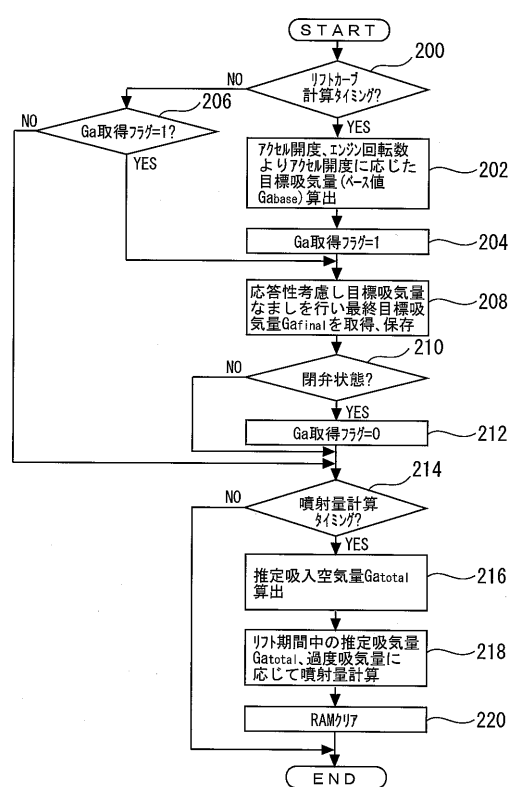 START
200
リフトカーブ
計算タイミング?
NO
206
YES
NO
Ga取得フラグ=1?
YES
アクセル開度、エンジン回転数
よりアクセル開度に応じた
目標吸気量(ベース値
Gabase)算出
202
Ga取得フラグ=1
204
応答性考慮し目標吸気量
なましを行い最終目標吸
気量Gafinalを取得、保存
208
210
NO
閉弁状態?
YES
Ga取得フラグ=0
212
214
NO
噴射量計算
タイミング?
YES
推定吸入空気量Gatotal
算出
216
リフト期間中の推定吸気量
Gatotal、過度吸気量に
応じて噴射量計算
218
RAMクリア
220
END